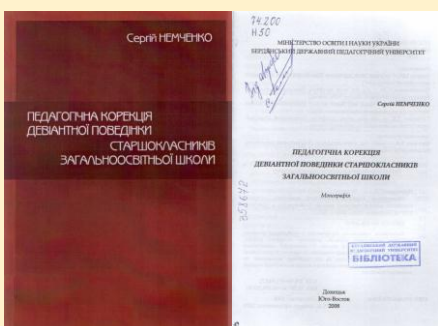 Сергій НЕМЧЕНКО
ПЕДАГОГІЧНА КОРЕКЦІЯ
ДЕВІАНТНОЇ ПОВЕДІНКИ
СТАРШОКЛАСНИКІВ
ЗАГАЛЬНООСВІТНЬОЇ ШКОЛИ
74.200
Н50
МІНІСТЕРСТВО ОСВІТИ І НАУКИ УКРАЇНИ
БЕРДЯНСЬКИЙ ДЕРЖАВНИЙ ПЕДАГОГІЧНИЙ УНІВЕРСИТЕТ
Сергій НЕМЧЕНКО
ПЕДАГОГІЧНА КОРЕКЦІЯ
ДЕВІАНТНОЇ ПОВЕДІНКИ СТАРШОКЛАСНИКІВ
ЗАГАЛЬНООСВІТНЬОЇ ШКОЛИ
Монографія
БІБЛІОТЕКА
Донецьк
Юго-Восток